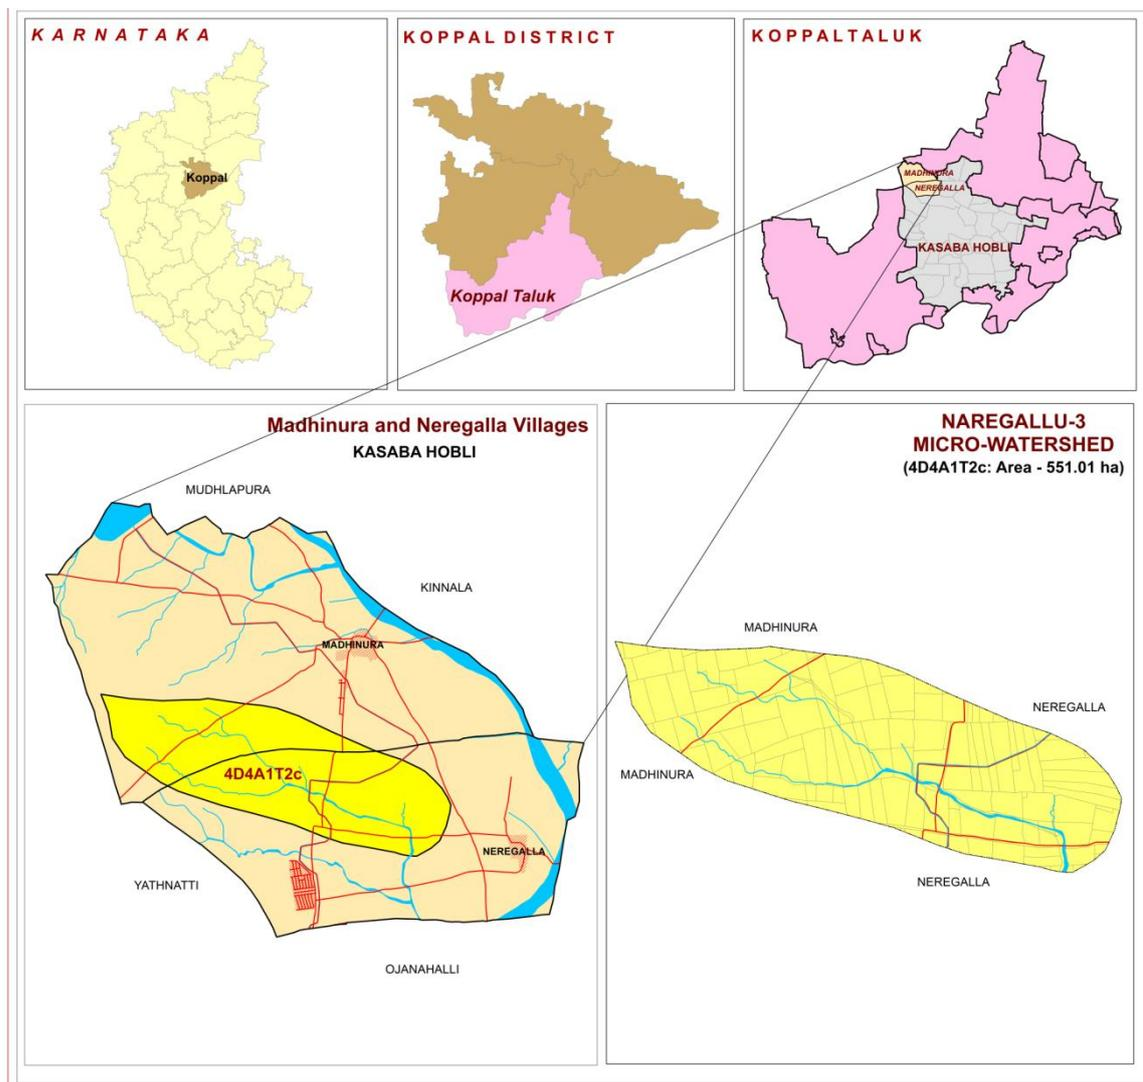 KARNATAKA
Koppal
KOPPAL DISTRICT
Koppal Taluk
KOPPALTALUK
MADHINURA
NEREGALLA
KASABA HOBLI
Madhinura and Neregalla Villages
KASABA HOBLI
MUDHLAPURA
KINNALA
MADHINURA
4D4A1T2c
NEREGALLA
YATHNATTI
OJANAHALLI
NAREGALLU-3
MICRO-WATERSHED
(4D4A1T2c: Area - 551.01 ha)
MADHINURA
NEREGALLA
MADHINURA
NEREGALLA